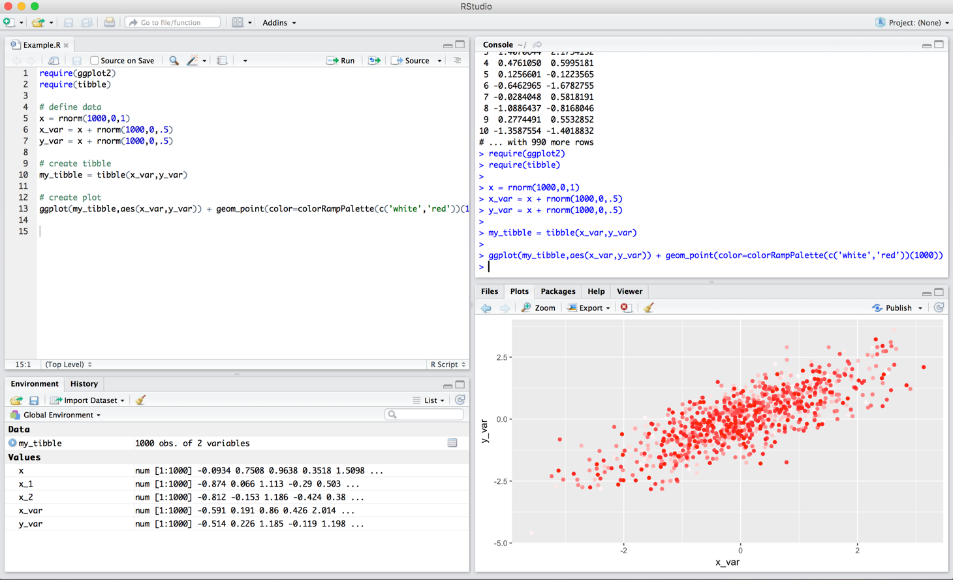 RStudio
Go to file/function
Addins
Project: (None)
Example.R
Source on Save
Run
Source
1 require(ggplot2)
2 require(tibble)
3
4 # define data
5 x = rnorm(1000,0,1)
6 x_var = x + rnorm(1000,0,.5)
7 y_var = x + rnorm(1000,0,.5)
8
9 # create tibble
10 my_tibble = tibble(x_var,y_var)
11
12 # create plot
13 ggplot(my_tibble,aes(x_var,y_var)) + geom_point(color=colorRampPalette(c('white','red'))(1
14
15
15:1 (Top Level) R Script
Console ~/
4 0.4761050 0.5995181
5 0.1256601 -0.1223565
6 -0.6462965 -1.6782755
7 -0.0284048 0.5818191
8 -1.0886437 -0.8168046
9 0.2774491 0.5532852
10 -1.3587554 -1.4018832
# ... with 990 more rows
> require(ggplot2)
> require(tibble)
>
> x = rnorm(1000,0,1)
> x_var = x + rnorm(1000,0,.5)
> y_var = x + rnorm(1000,0,.5)
>
> my_tibble = tibble(x_var,y_var)
>
> ggplot(my_tibble,aes(x_var,y_var)) + geom_point(color=colorRampPalette(c('white','red'))(1000))
>
Environment History
Import Dataset
List
Global Environment
Data
my_tibble 1000 obs. of 2 variables
Values
x num [1:1000] -0.0934 0.7508 0.9638 0.3518 1.5098 ...
x_1 num [1:1000] -0.874 0.066 1.113 -0.29 0.503 ...
x_2 num [1:1000] -0.812 -0.153 1.186 -0.424 0.38 ...
x_var num [1:1000] -0.591 0.191 0.86 0.426 2.014 ...
y_var num [1:1000] -0.514 0.226 1.185 -0.119 1.198 ...
Files Plots Packages Help Viewer
Zoom Export Publish
2.5
0.0
-2.5
-5.0
y_var
-2 0 2
x_var